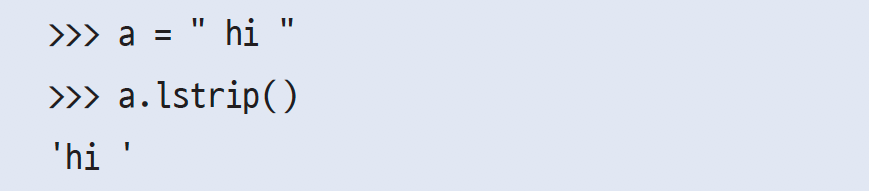 >>> a = " hi "
>>> a.lstrip()
'hi '